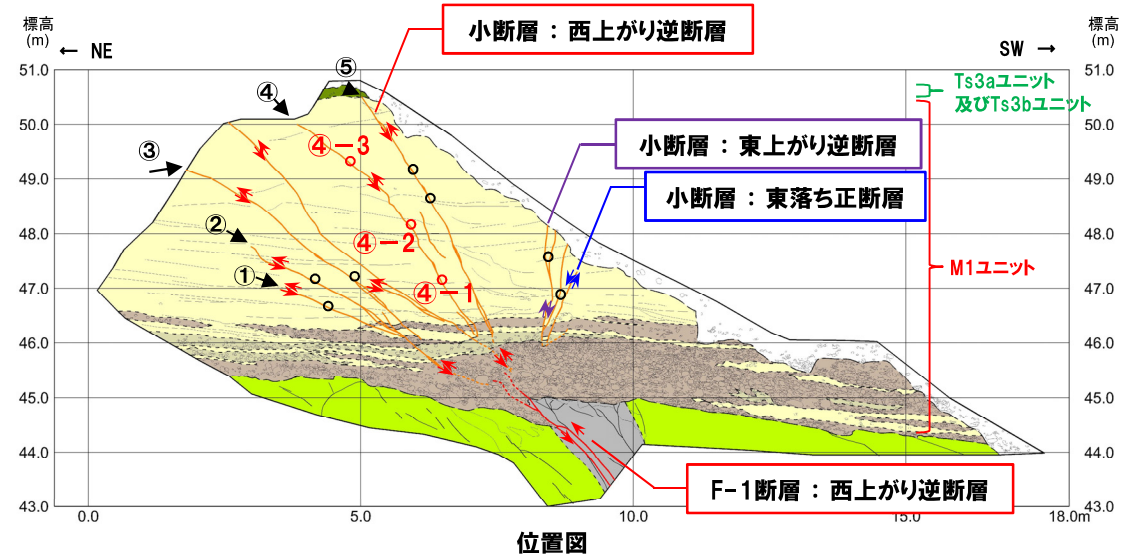 標高
(m)
← NE
SW →
標高
(m)
小断層 : 西上がり逆断層
51.0
50.0
49.0
48.0
47.0
46.0
45.0
44.0
43.0
⑤
④
③
②
①
④-3
④-2
④-1
小断層 : 東上がり逆断層
小断層 : 東落ち正断層
F-1断層 : 西上がり逆断層
51.0
50.0
49.0
48.0
47.0
46.0
45.0
44.0
43.0
Ts3aユニット
及びTs3bユニット
M1ユニット
0.0
5.0
10.0
15.0
18.0m
位置図